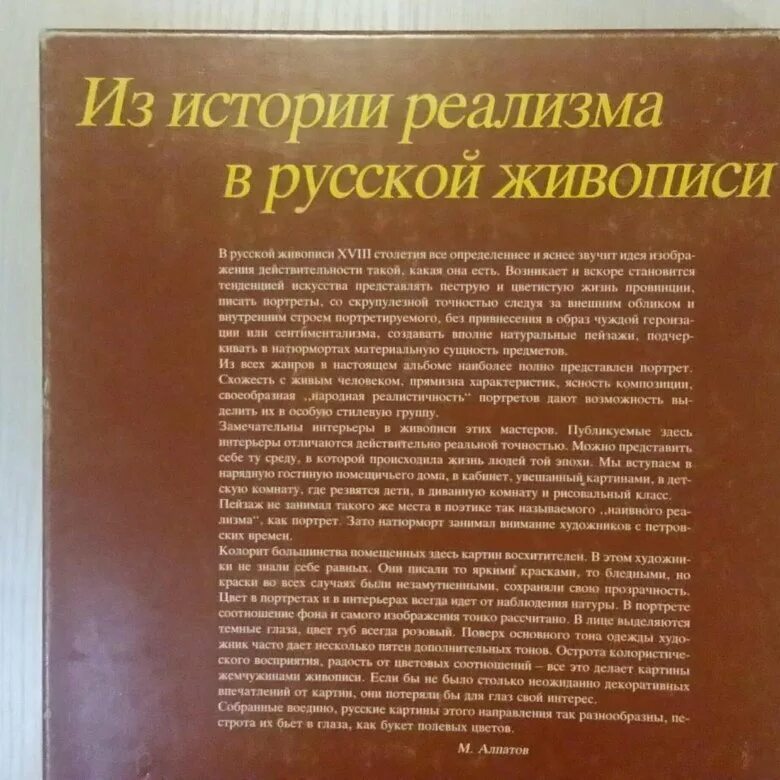 Из истории реализма
в русской живописи
В русской живописи XVIII столетия все определеннее и яснее звучит идея изобра-
жения действительности такой, какая она есть. Возникает и вскоре становится
тенденцией искусства представлять пеструю и цветистую жизнь провинции,
писать портреты, со скрупулезной точностью следуя за внешним обликом и
внутренним строем портретируемого, без привнесения в образ чуждой героиза-
ции или сентиментализма, создавать вполне натуральные пейзажи, подчер-
кивать в натюрмортах материальную сущность предметов.
Из всех жанров в настоящем альбоме наиболее полно представлен портрет.
Схожесть с живым человеком, прямизна характеристик, ясность композиции,
своеобразная „народная реалистичность“ портретов дают возможность вы-
делить их в особую стилевую группу.
Замечательны интерьеры в живописи этих мастеров. Публикуемые здесь
интерьеры отличаются действительно реальной точностью. Можно представить
себе ту среду, в которой происходила жизнь людей той эпохи. Мы вступаем в
нарядную гостиную помещичьего дома, в кабинет, увешанный картинами, в дет-
скую комнату, где резвятся дети, в диванную комнату и рисовальный класс.
Пейзаж не занимал такого же места в поэтике так называемого „наивного реа-
лизма“, как портрет. Зато натюрморт занимал внимание художников с петров-
ских времен.
Колорит большинства помещенных здесь картин восхитителен. В этом художни-
ки не знали себе равных. Они писали то яркими красками, то бледными, но
краски во всех случаях были незамутненными, сохраняли свою прозрачность.
Цвет в портретах и в интерьерах всегда идет от наблюдения натуры. В портрете
соотношение фона и самого изображения тонко рассчитано. В лице выделяются
темные глаза, цвет губ всегда розовый. Поверх основного тона одежды худо-
жник часто дает несколько пятен дополнительных тонов. Острота колористиче-
ского восприятия, радость от цветовых соотношений – все это делает картины
жемчужинами живописи. Если бы не было столько неожиданно декоративных
впечатлений от картин, они потеряли бы для глаз свой интерес.
Собранные воедино, русские картины этого направления так разнообразны, пе-
строта их бьет в глаза, как букет полевых цветов.
М. Алпатов